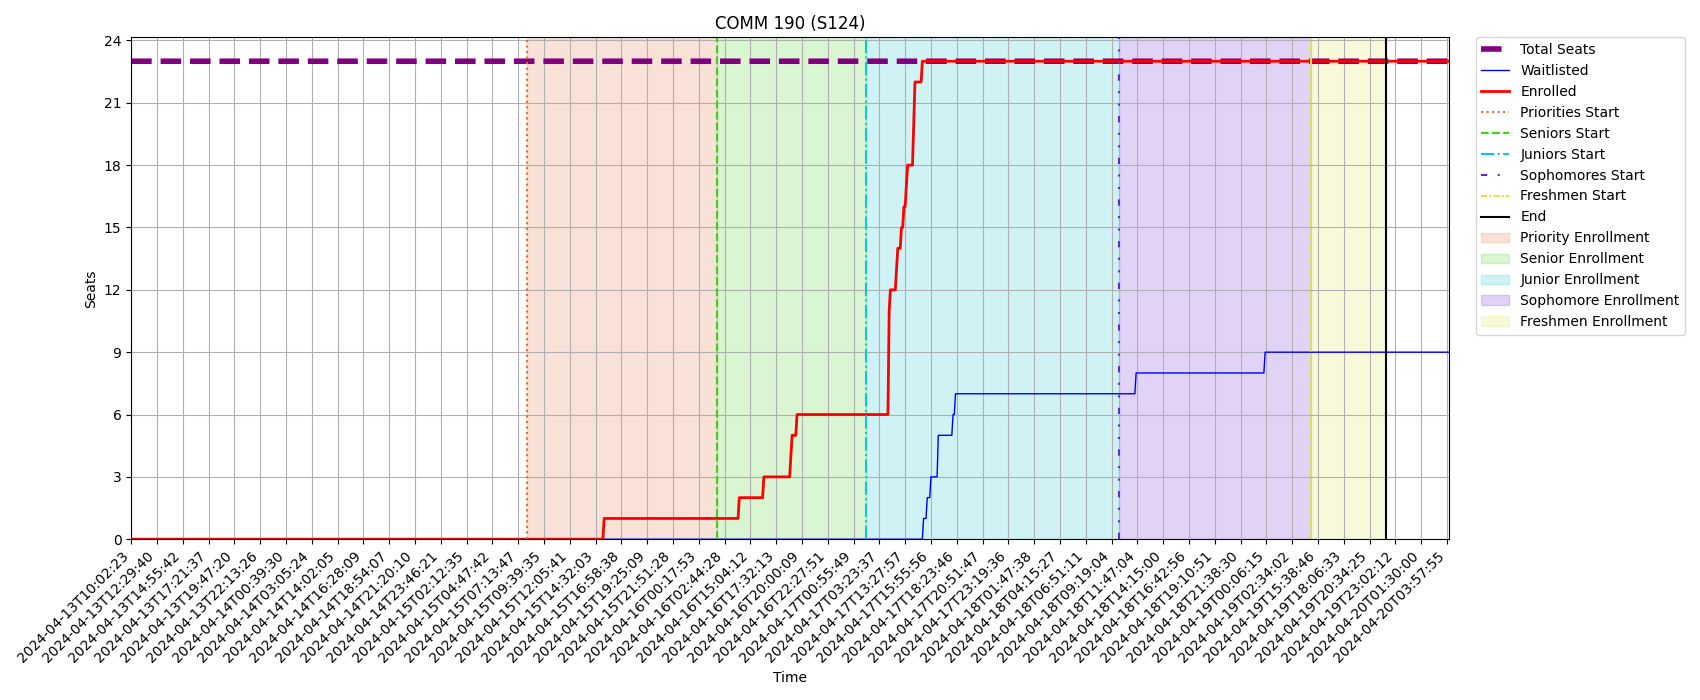 COMM 190 (S124)
24
21
18
15
12
9
6
3
0
Seats
2024-04-13T10:02:23
2024-04-13T12:29:40
2024-04-13T14:55:42
2024-04-13T17:21:37
2024-04-13T19:47:20
2024-04-13T22:13:26
2024-04-14T00:39:30
2024-04-14T03:05:24
2024-04-14T14:02:05
2024-04-14T16:28:09
2024-04-14T18:54:07
2024-04-14T21:20:10
2024-04-14T23:46:21
2024-04-15T02:12:35
2024-04-15T04:47:42
2024-04-15T07:13:47
2024-04-15T09:39:35
2024-04-15T12:05:41
2024-04-15T14:32:03
2024-04-15T16:58:38
2024-04-15T19:25:09
2024-04-15T21:51:28
2024-04-16T00:17:53
2024-04-16T02:44:28
2024-04-16T15:04:12
2024-04-16T17:32:13
2024-04-16T20:00:09
2024-04-16T22:27:51
2024-04-17T00:55:49
2024-04-17T03:23:37
2024-04-17T13:27:57
2024-04-17T15:55:56
2024-04-17T18:23:46
2024-04-17T20:51:47
2024-04-17T23:19:36
2024-04-18T01:47:38
2024-04-18T04:15:27
2024-04-18T06:51:11
2024-04-18T09:19:04
2024-04-18T11:47:04
2024-04-18T14:15:00
2024-04-18T16:42:56
2024-04-18T19:10:51
2024-04-18T21:38:30
2024-04-19T00:06:15
2024-04-19T02:34:02
2024-04-19T15:38:46
2024-04-19T18:06:33
2024-04-19T20:34:25
2024-04-19T23:02:12
2024-04-20T01:30:00
2024-04-20T03:57:55
Time
Total Seats
Waitlisted
Enrolled
Priorities Start
Seniors Start
Juniors Start
Sophomores Start
Freshmen Start
End
Priority Enrollment
Senior Enrollment
Junior Enrollment
Sophomore Enrollment
Freshmen Enrollment